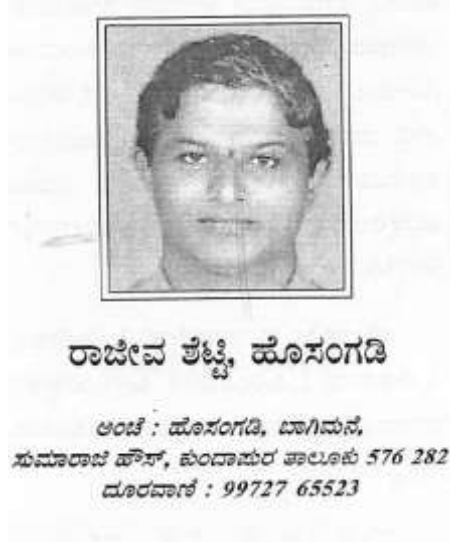 ರಾಜೀವ ಶೆಟ್ಟಿ, ಹೊಸಂಗಡಿ
ಅಂಚೆ : ಹೊಸಂಗಡಿ, ಬಾಗಿಮನೆ,
ಸುಮಾರಾಜೆ ಹೌಸ್, ಕುಂದಾಪುರ ತಾಲೂಕು 576 282
ದೂರವಾಣಿ : 99727 65523